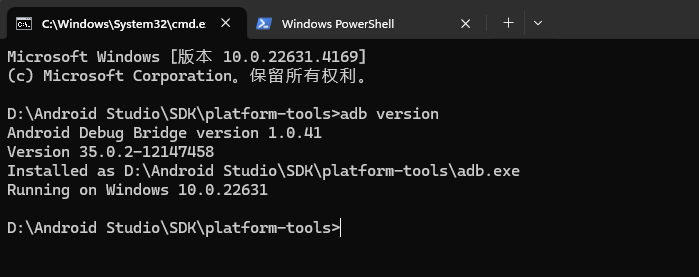 C:\Windows\System32\cmd.e
Windows PowerShell
Microsoft Windows [版本 10.0.22631.4169]
(c) Microsoft Corporation。保留所有权利。
D:\Android Studio\SDK\platform-tools>adb version
Android Debug Bridge version 1.0.41
Version 35.0.2-12147458
Installed as D:\Android Studio\SDK\platform-tools\adb.exe
Running on Windows 10.0.22631
D:\Android Studio\SDK\platform-tools>